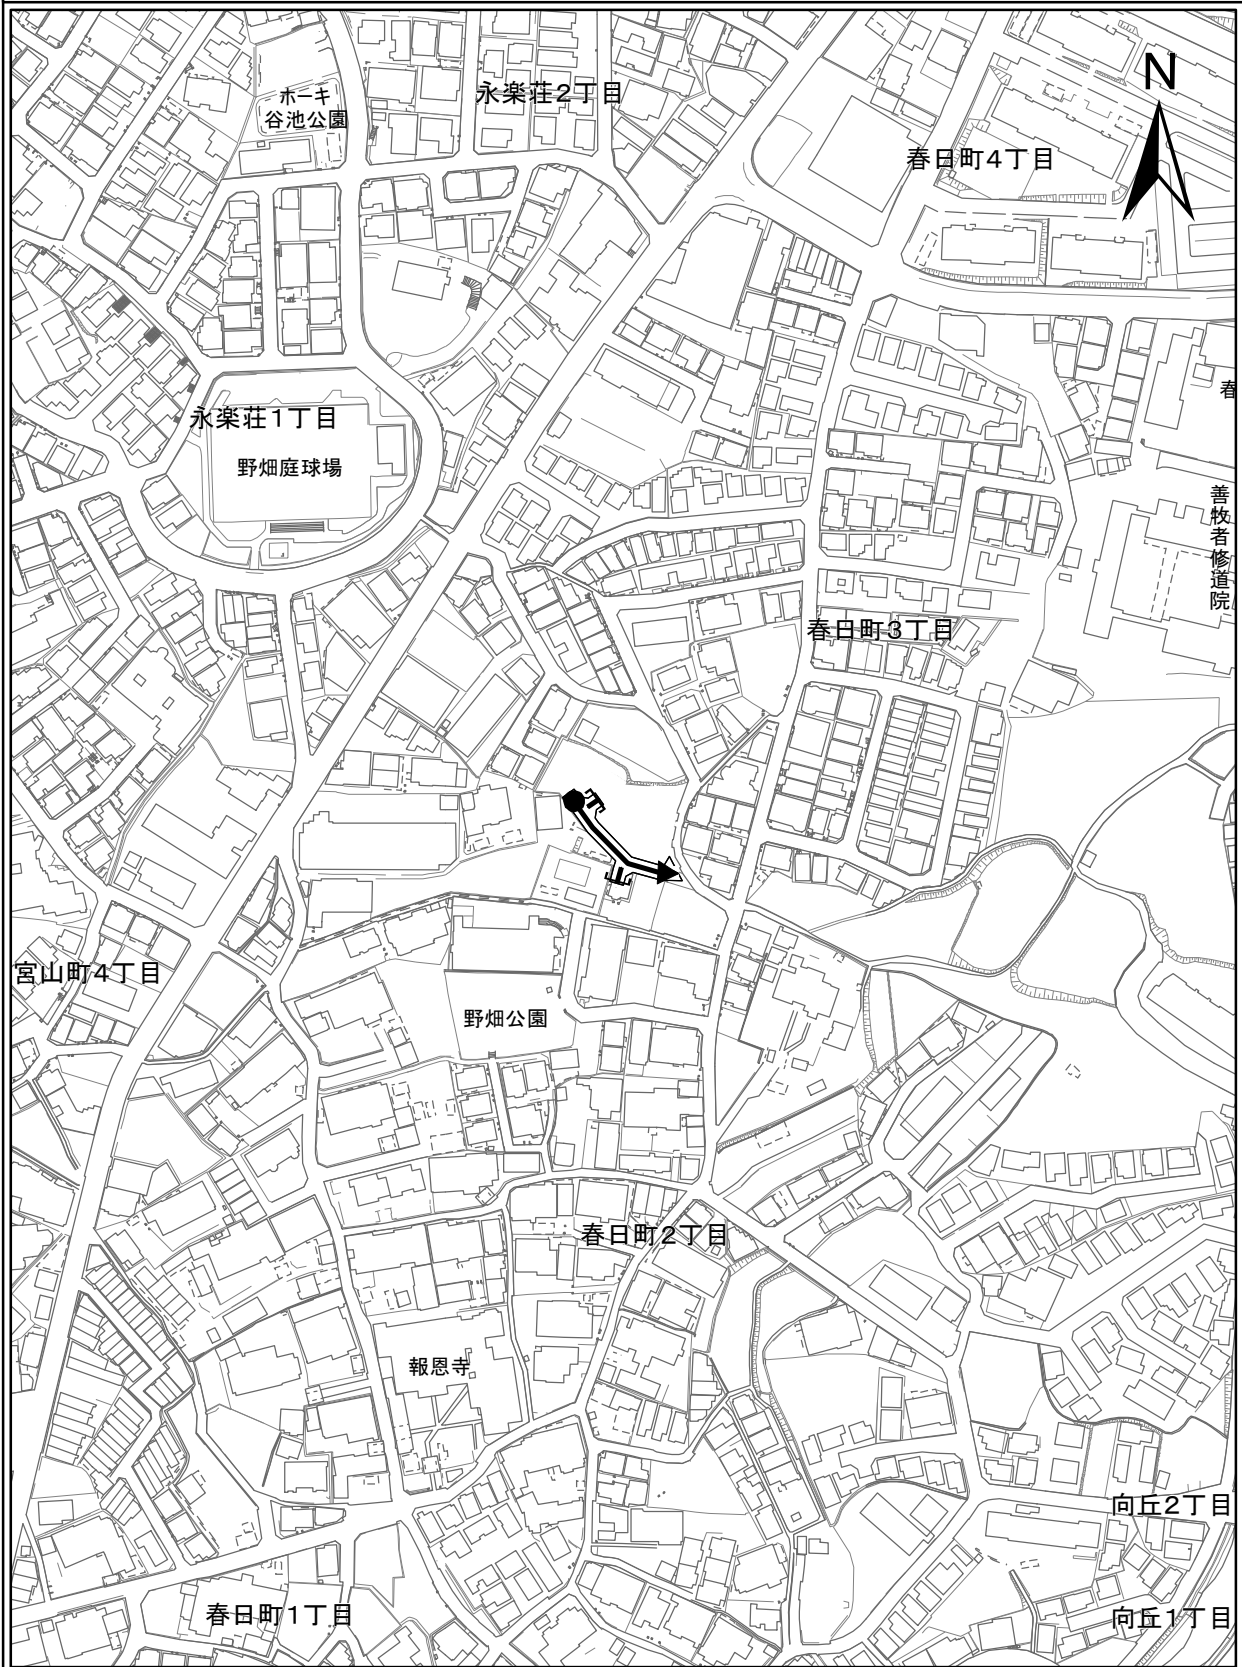 N
永楽荘2丁目
ホーキ
谷池公園
春日町4丁目
春
永楽荘1丁目
野畑庭球場
善牧者修道院
春日町3丁目
宮山町4丁目
野畑公園
春日町2丁目
報恩寺
向丘2丁目
春日町1丁目
向丘1丁目